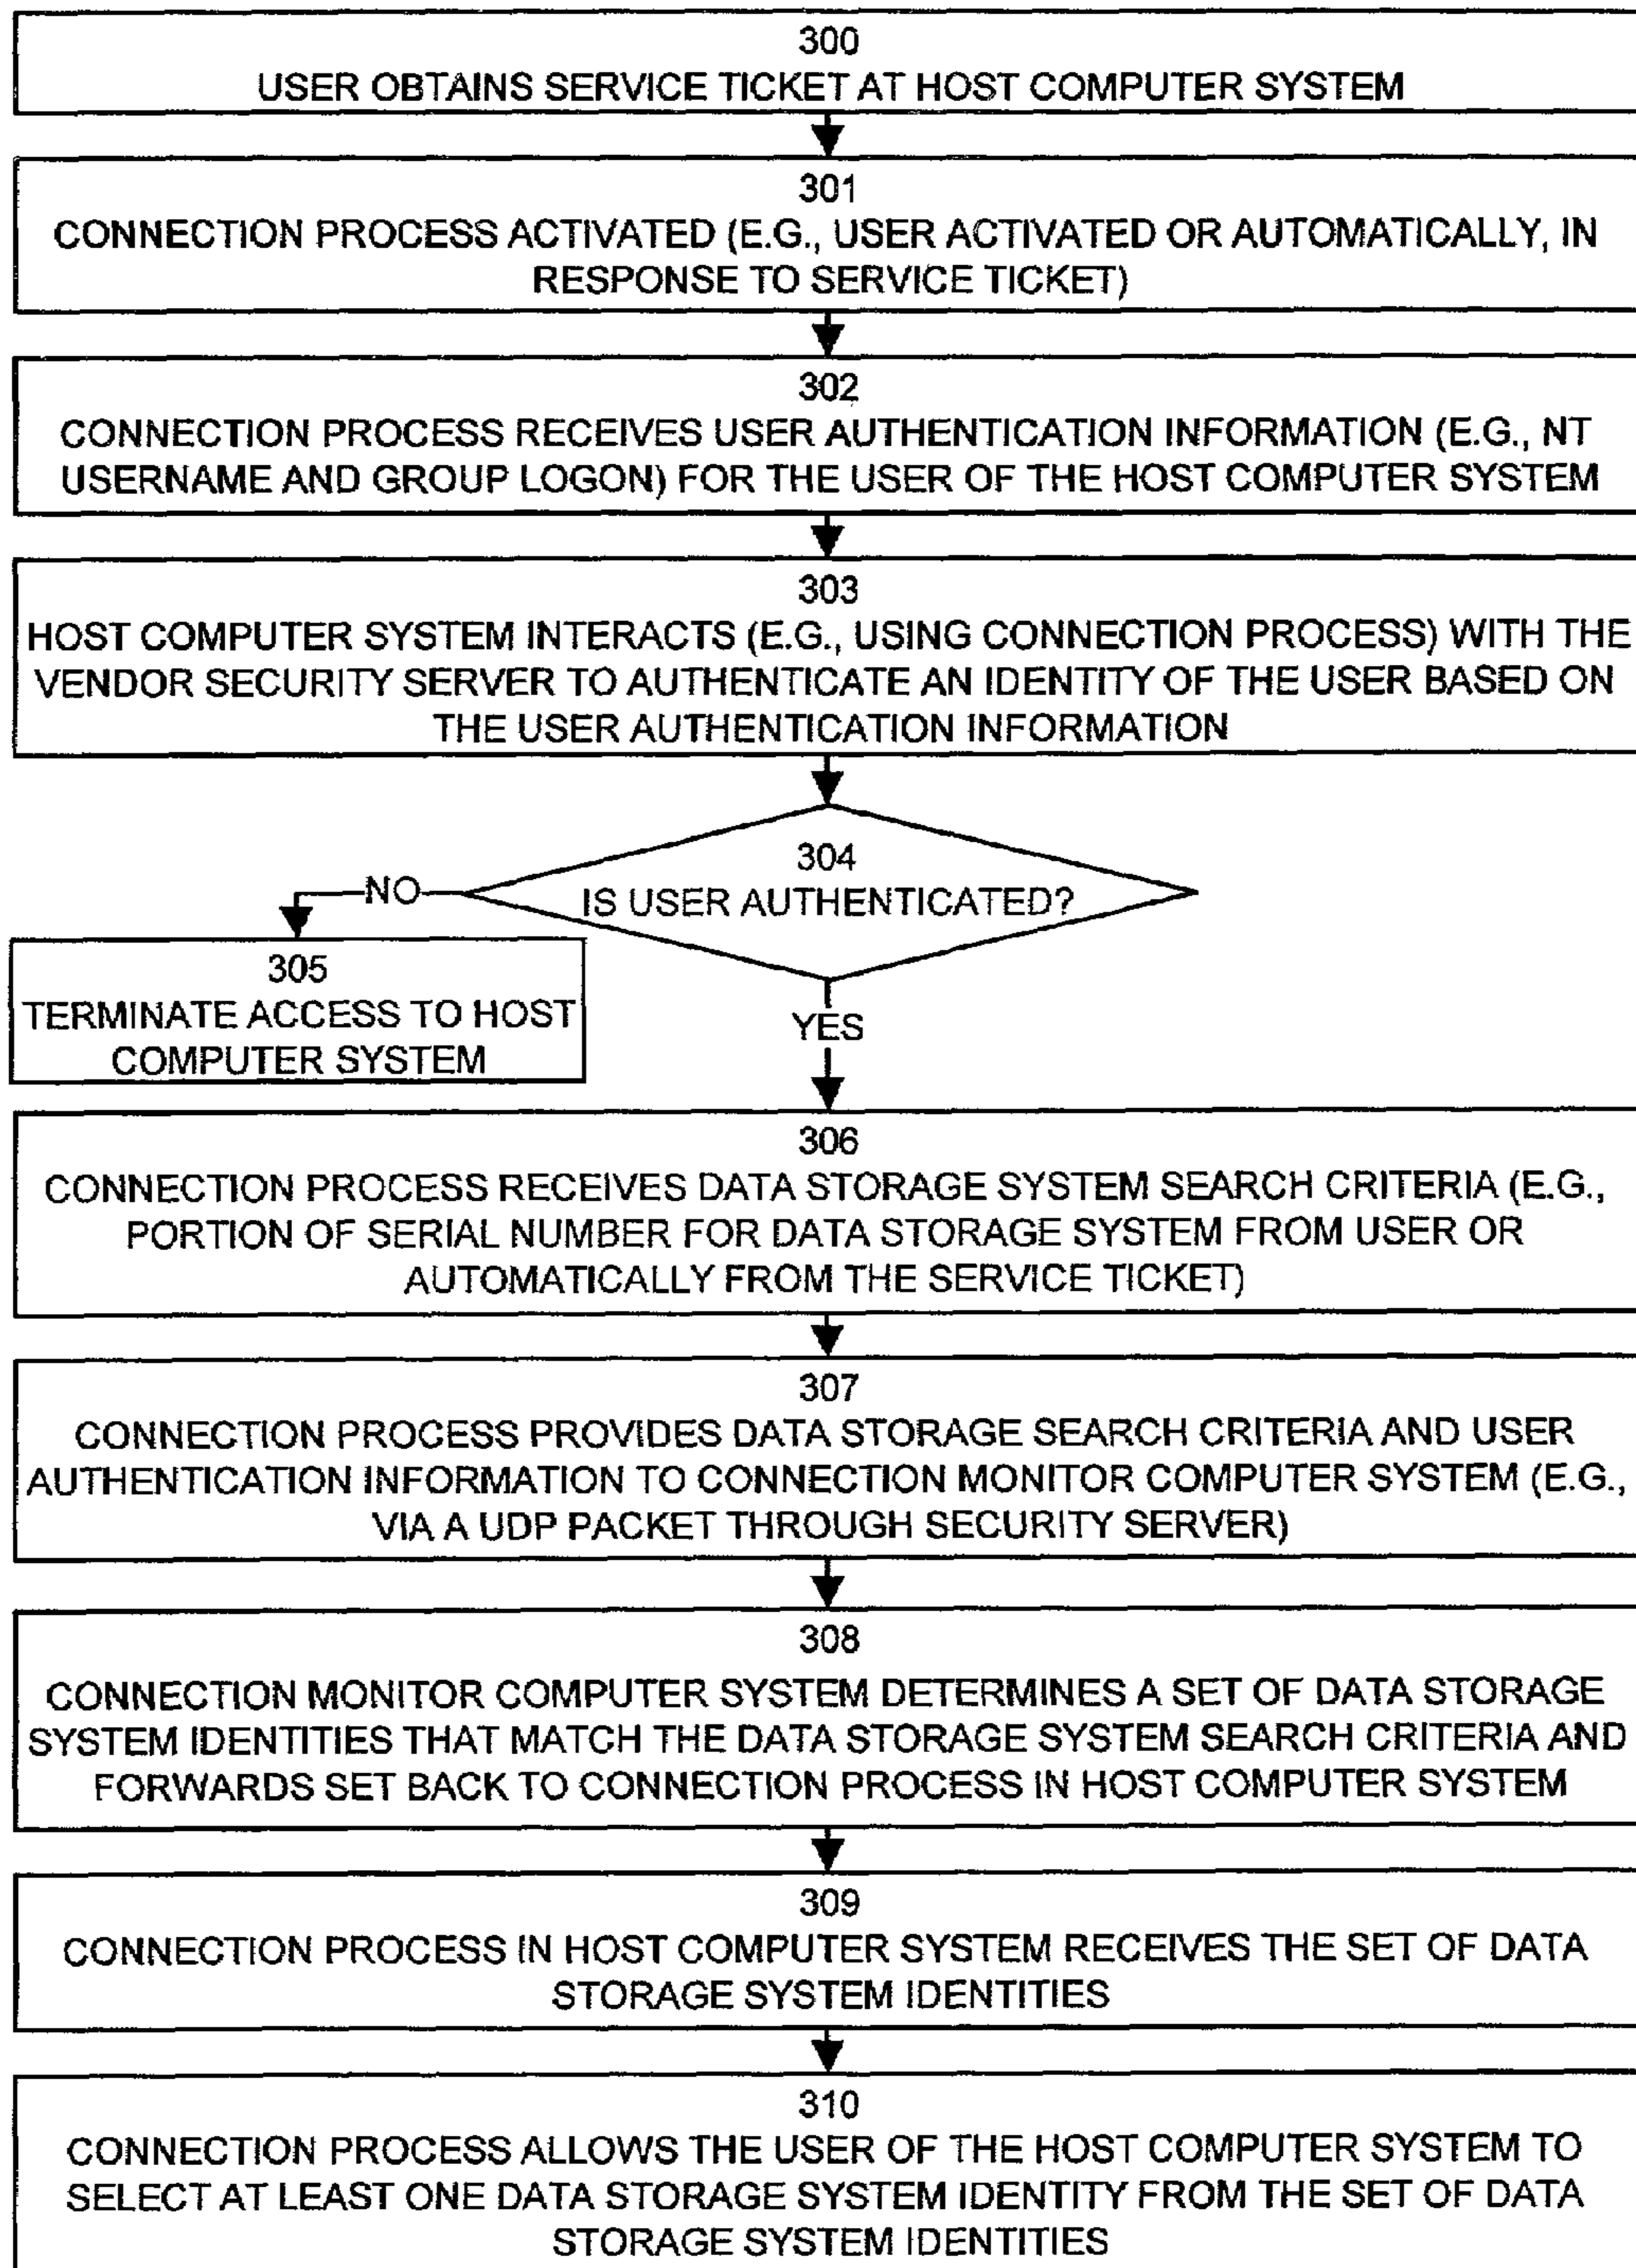 300
USER OBTAINS SERVICE TICKET AT HOST COMPUTER SYSTEM
301
CONNECTION PROCESS ACTIVATED (E.G., USER ACTIVATED OR AUTOMATICALLY, IN
RESPONSE TO SERVICE TICKET)
302
CONNECTION PROCESS RECEIVES USER AUTHENTICATION INFORMATION (E.G., NT
USERNAME AND GROUP LOGON) FOR THE USER OF THE HOST COMPUTER SYSTEM
303
HOST COMPUTER SYSTEM INTERACTS (E.G., USING CONNECTION PROCESS) WITH THE
VENDOR SECURITY SERVER TO AUTHENTICATE AN IDENTITY OF THE USER BASED ON
THE USER AUTHENTICATION INFORMATION
304
IS USER AUTHENTICATED?
NO
305
TERMINATE ACCESS TO HOST
COMPUTER SYSTEM
YES
306
CONNECTION PROCESS RECEIVES DATA STORAGE SYSTEM SEARCH CRITERIA (E.G.,
PORTION OF SERIAL NUMBER FOR DATA STORAGE SYSTEM FROM USER OR
AUTOMATICALLY FROM THE SERVICE TICKET)
307
CONNECTION PROCESS PROVIDES DATA STORAGE SEARCH CRITERIA AND USER
AUTHENTICATION INFORMATION TO CONNECTION MONITOR COMPUTER SYSTEM (E.G.,
VIA A UDP PACKET THROUGH SECURITY SERVER)
308
CONNECTION MONITOR COMPUTER SYSTEM DETERMINES A SET OF DATA STORAGE
SYSTEM IDENTITIES THAT MATCH THE DATA STORAGE SYSTEM SEARCH CRITERIA AND
FORWARDS SET BACK TO CONNECTION PROCESS IN HOST COMPUTER SYSTEM
309
CONNECTION PROCESS IN HOST COMPUTER SYSTEM RECEIVES THE SET OF DATA
STORAGE SYSTEM IDENTITIES
310
CONNECTION PROCESS ALLOWS THE USER OF THE HOST COMPUTER SYSTEM TO
SELECT AT LEAST ONE DATA STORAGE SYSTEM IDENTITY FROM THE SET OF DATA
STORAGE SYSTEM IDENTITIES